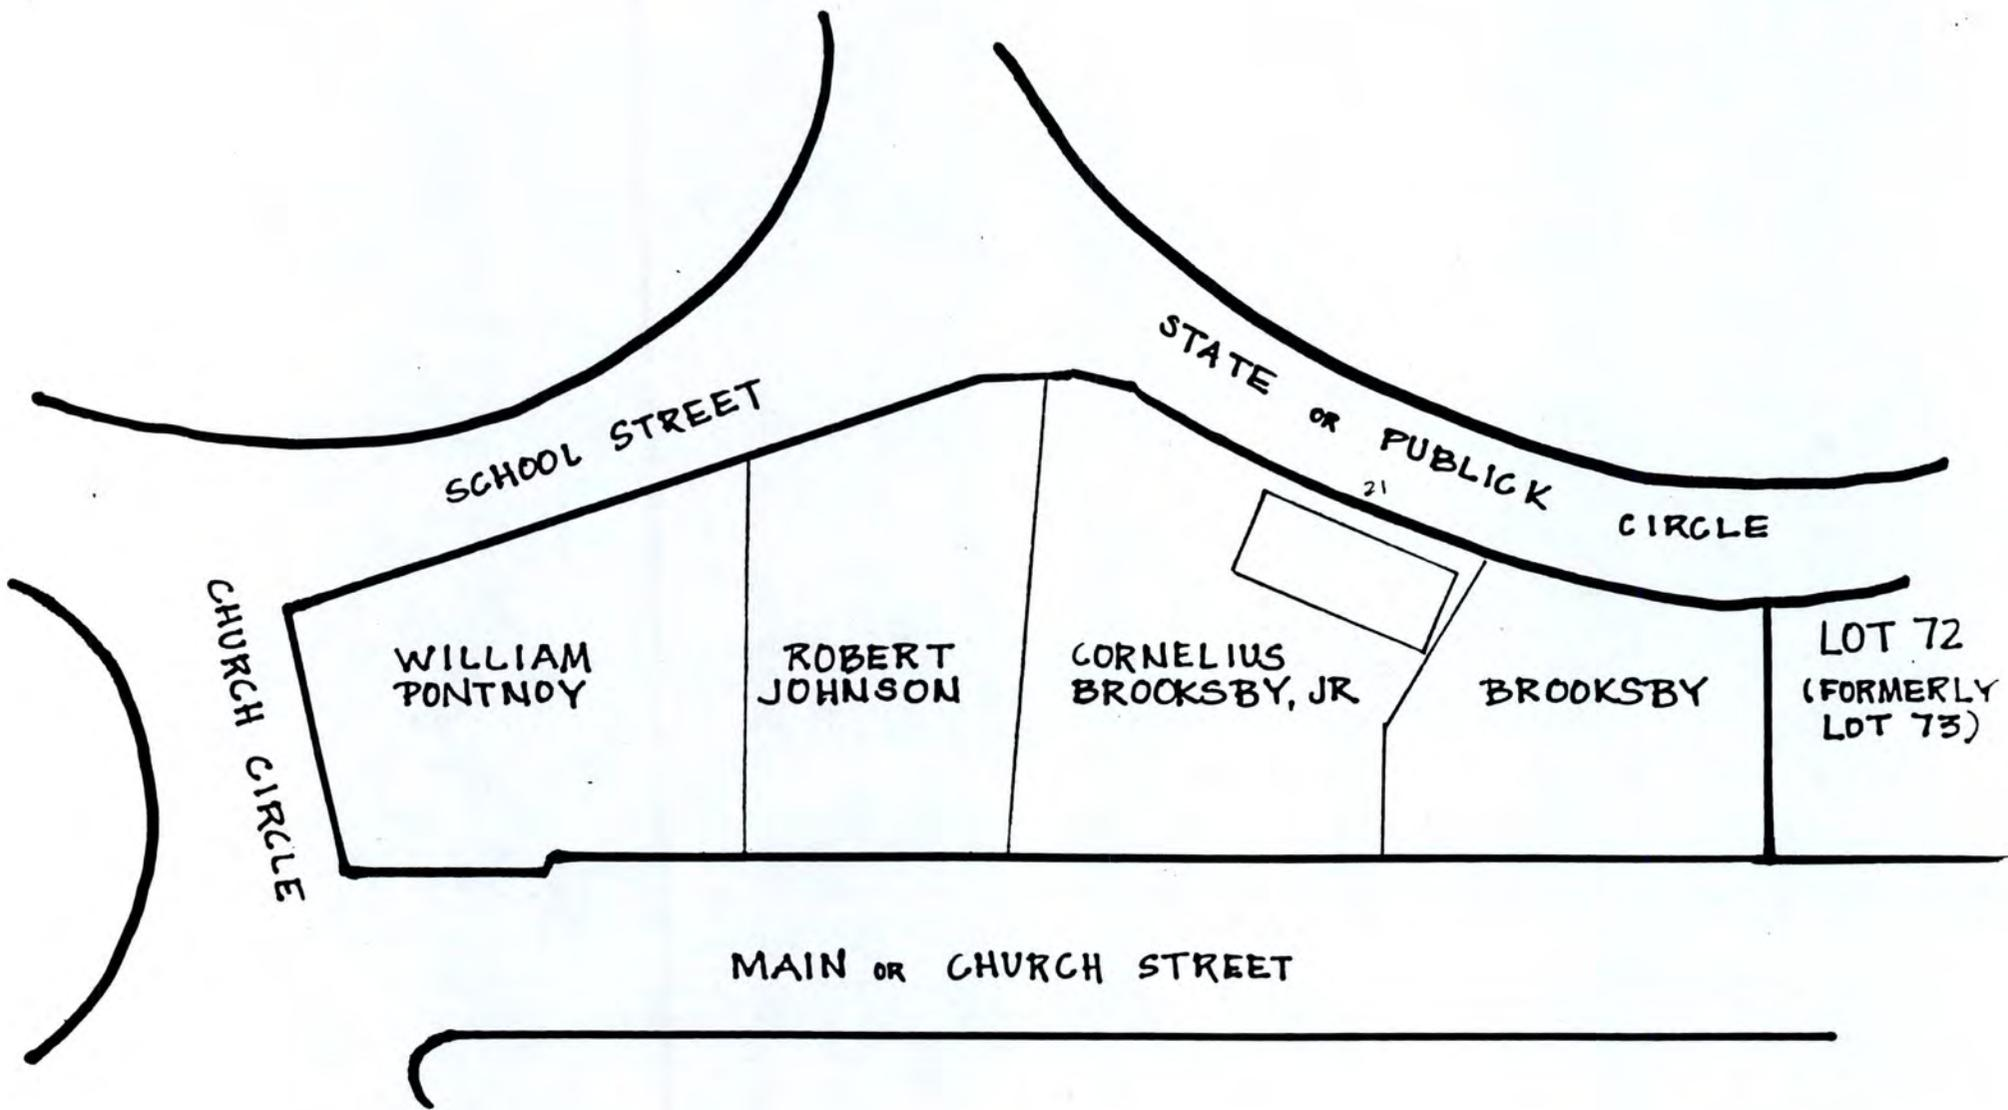 SCHOOL STREET
STATE OR PUBLICK CIRCLE
21
CHURCH CIRCLE
WILLIAM
PONTNOY
ROBERT
JOHNSON
CORNELIUS
BROOKSBY, JR
BROOKSBY
LOT 72
(FORMERLY
LOT 73)
MAIN OR CHURCH STREET